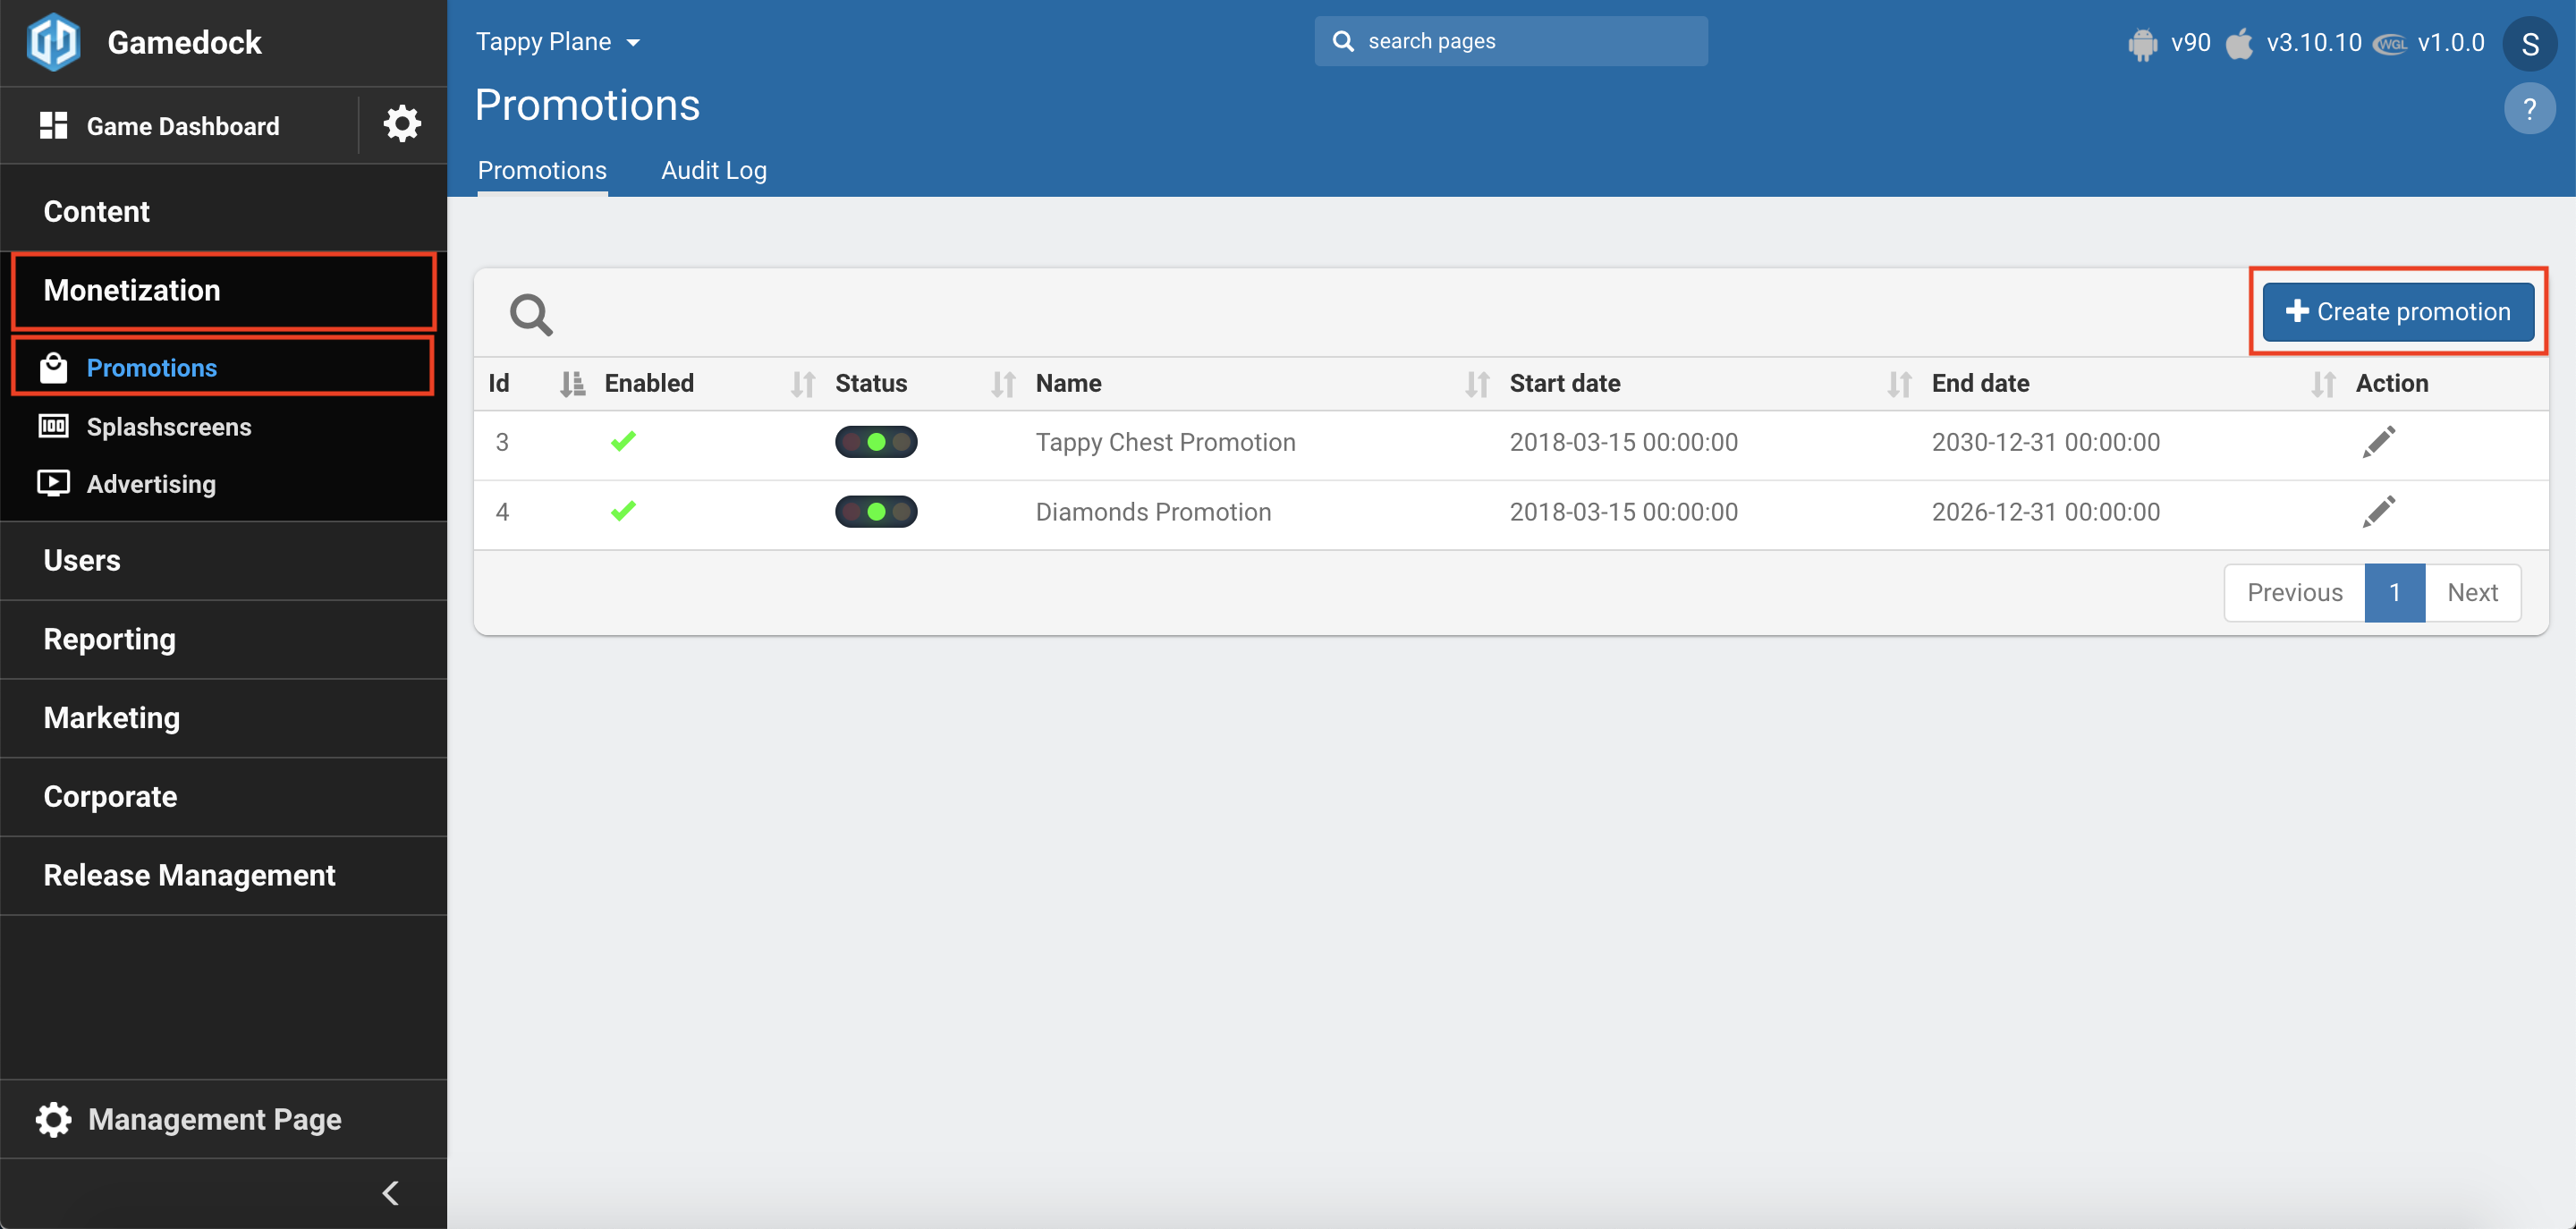 Gamedock
Game Dashboard
Content
Monetization
Promotions
Splashscreens
Advertising
Users
Reporting
Marketing
Corporate
Release Management
Management Page
Tappy Plane
search pages
v90 v3.10.10 WGL v1.0.0 S
Promotions
?
Promotions Audit Log
Create promotion
Id Enabled Status Name Start date End date Action
3 Tappy Chest Promotion 2018-03-15 00:00:00 2030-12-31 00:00:00
4 Diamonds Promotion 2018-03-15 00:00:00 2026-12-31 00:00:00
Previous 1 Next